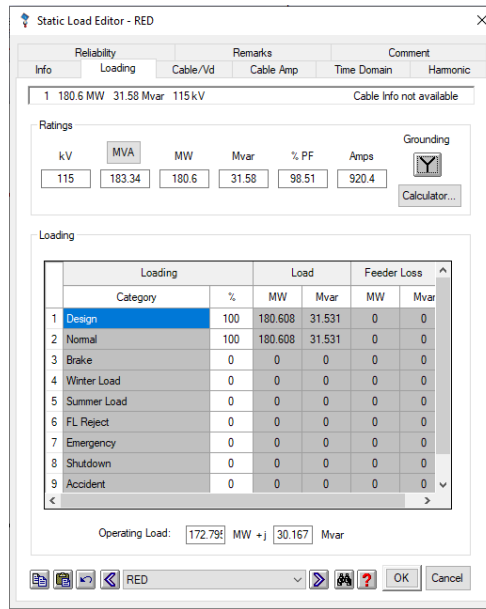 Static Load Editor - RED
Reliability Remarks Comment
Info Loading Cable/Vd Cable Amp Time Domain Harmonic
1 180.6 MW 31.58 Mvar 115 kV Cable Info not available
Ratings
Grounding
kV MVA MW Mvar % PF Amps
115 183.34 180.6 31.58 98.51 920.4
Calculator...
Loading
Loading Load Feeder Loss
Category % MW Mvar MW Mvar
1 Design 100 180.608 31.531 0 0
2 Normal 100 180.608 31.531 0 0
3 Brake 0 0 0 0 0
4 Winter Load 0 0 0 0 0
5 Summer Load 0 0 0 0 0
6 FL Reject 0 0 0 0 0
7 Emergency 0 0 0 0 0
8 Shutdown 0 0 0 0 0
9 Accident 0 0 0 0 0
Operating Load: 172.795 MW +j 30.167 Mvar
RED ? OK Cancel